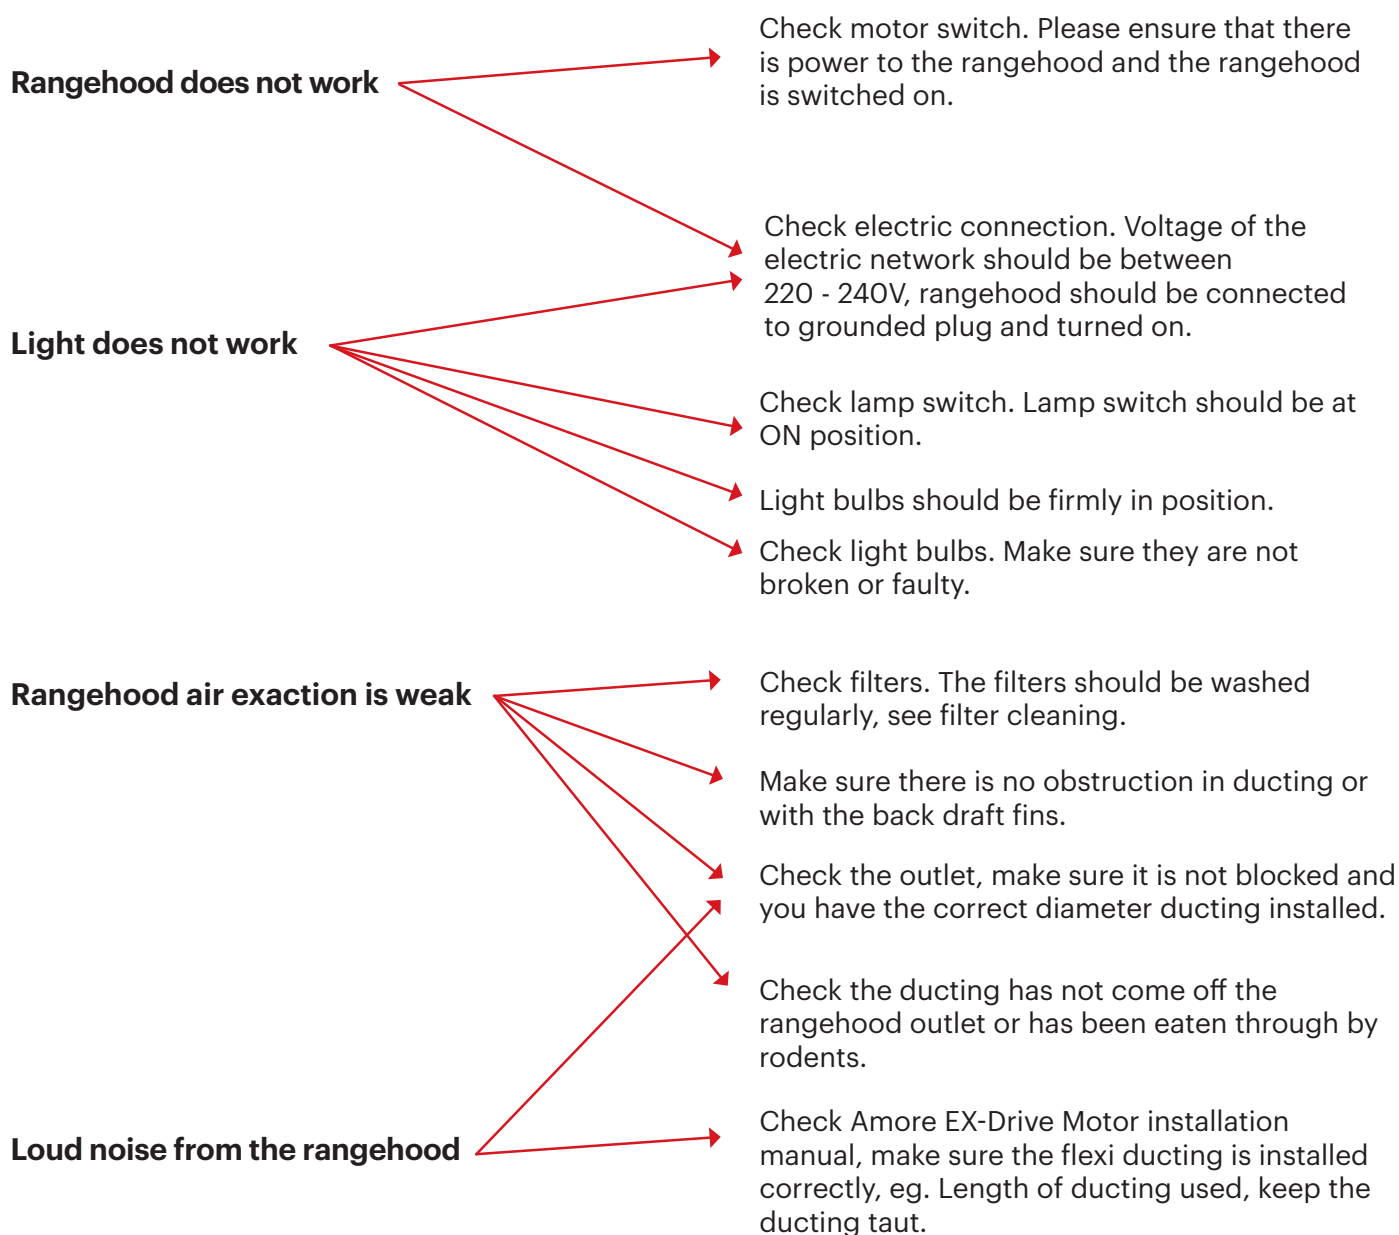 Rangehood does not work
Check motor switch. Please ensure that there
is power to the rangehood and the rangehood
is switched on.
Check electric connection. Voltage of the
electric network should be between
220 - 240V, rangehood should be connected
to grounded plug and turned on.
Light does not work
Check lamp switch. Lamp switch should be at
ON position.
Light bulbs should be firmly in position.
Check light bulbs. Make sure they are not
broken or faulty.
Rangehood air exaction is weak
Check filters. The filters should be washed
regularly, see filter cleaning.
Make sure there is no obstruction in ducting or
with the back draft fins.
Check the outlet, make sure it is not blocked and
you have the correct diameter ducting installed.
Check the ducting has not come off the
rangehood outlet or has been eaten through by
rodents.
Loud noise from the rangehood
Check Amore EX-Drive Motor installation
manual, make sure the flexi ducting is installed
correctly, eg. Length of ducting used, keep the
ducting taut.